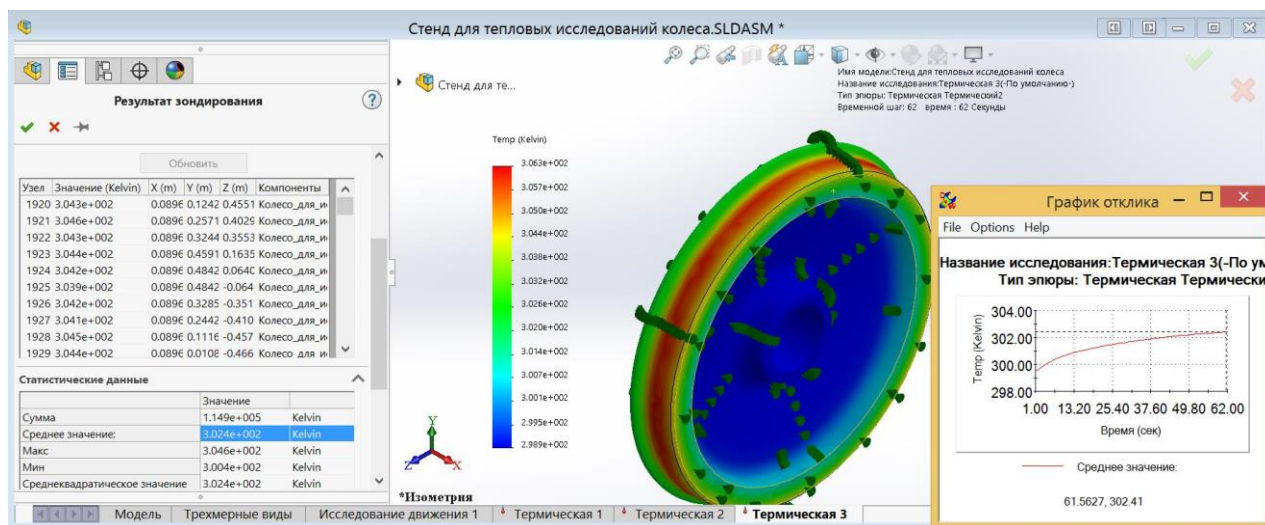 Стенд для тепловых исследований колеса.SLDASM *
Результат зондирования
Обновить
Узел Значение (Kelvin) X (m) Y (m) Z (m) Компоненты
1920 3.043e+002 0.0896 0.1242 0.4551 Колесо_для_и
1921 3.046e+002 0.0896 0.2571 0.4029 Колесо_для_и
1922 3.043e+002 0.0896 0.3244 0.3553 Колесо_для_и
1923 3.044e+002 0.0896 0.4591 0.1635 Колесо_для_и
1924 3.042e+002 0.0896 0.4842 0.0640 Колесо_для_и
1925 3.039e+002 0.0896 0.4842 -0.064 Колесо_для_и
1926 3.042e+002 0.0896 0.3285 -0.351 Колесо_для_и
1927 3.041e+002 0.0896 0.2442 -0.410 Колесо_для_и
1928 3.045e+002 0.0896 0.1116 -0.457 Колесо_для_и
1929 3.044e+002 0.0896 0.0108 -0.466 Колесо_для_и
Статистические данные
Значение
Сумма 1.149e+005 Kelvin
Среднее значение: 3.024e+002 Kelvin
Макс 3.046e+002 Kelvin
Мин 3.004e+002 Kelvin
Среднеквадратическое значение 3.024e+002 Kelvin
Стенд для те...
Имя модели:Стенд для тепловых исследований колеса
Название исследования:Термическая 3(-По умолчанию-)
Тип эпюры: Термическая Термический2
Временной шаг: 62 время : 62 Секунды
Temp (Kelvin)
3.063e+002
3.057e+002
3.050e+002
3.044e+002
3.038e+002
3.032e+002
3.026e+002
3.020e+002
3.014e+002
3.007e+002
3.001e+002
2.995e+002
2.989e+002
Y
Z X
*Изометрия
График отклика
File Options Help
Название исследования:Термическая 3(-По ум
Тип эпюры: Термическая Термически
Temp (Kelvin)
304.00
302.00
300.00
298.00
1.00 13.20 25.40 37.60 49.80 62.00
Время (сек)
Среднее значение:
61.5627, 302.41
Модель Трехмерные виды Исследование движения 1 Термическая 1 Термическая 2 Термическая 3